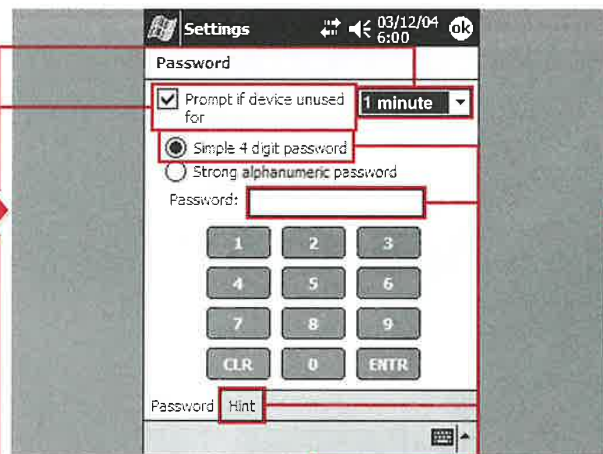 Settings
03/12/04
6:00
ok
Password
Prompt if device unused
for
1 minute
Simple 4 digit password
Strong alphanumeric password
Password:
1 2 3
4 5 6
7 8 9
CLR 0 ENTR
Password Hint